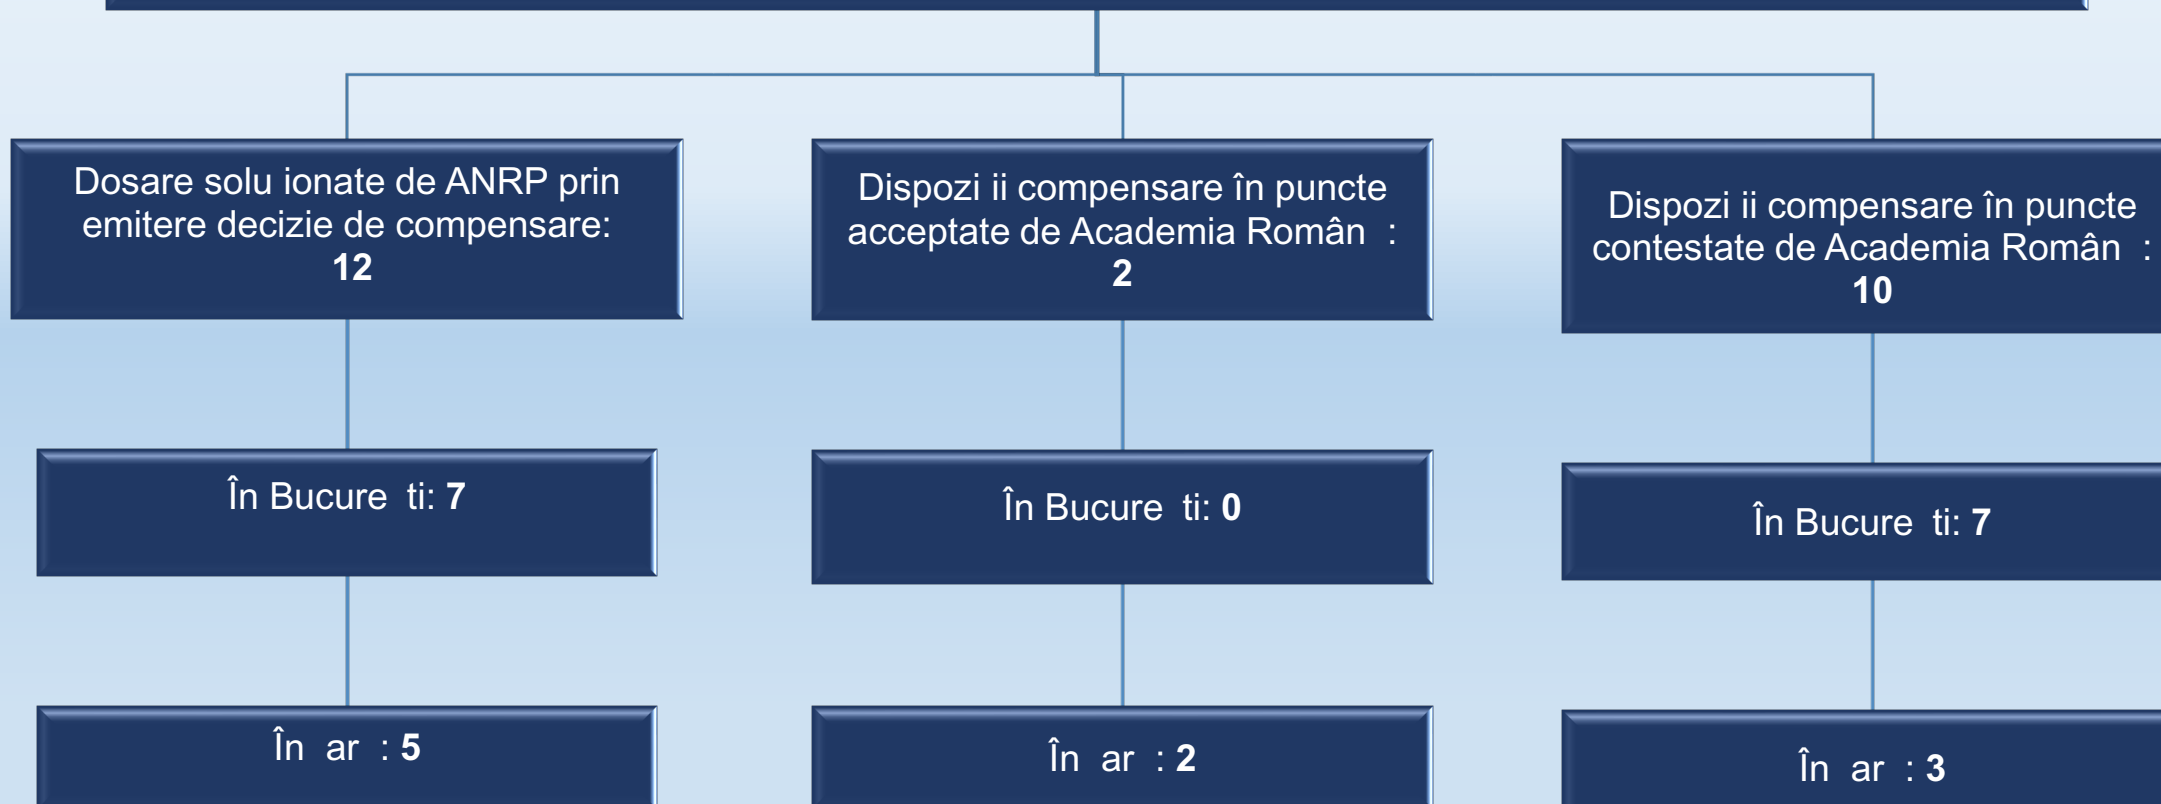 Dosare solu ionate de ANRP prin
emitere decizie de compensare:
12
Dispozi ii compensare în puncte
acceptate de Academia Român :
2
Dispozi ii compensare în puncte
contestate de Academia Român :
10
În Bucure ti: 7
În Bucure ti: 0
În Bucure ti: 7
În ar : 5
În ar : 2
În ar : 3